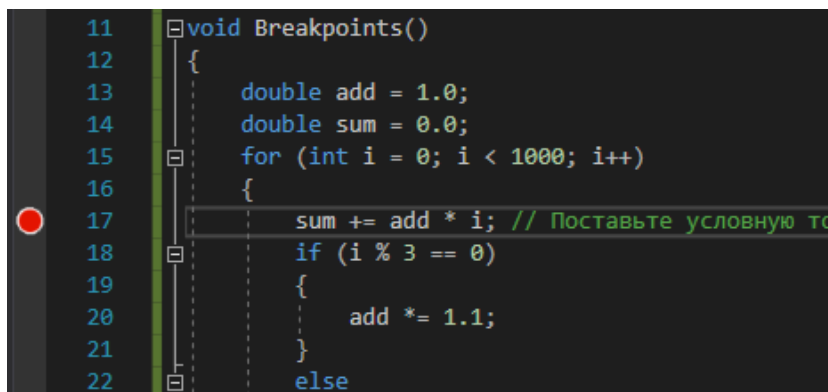 11 void Breakpoints()
12 {
13 double add = 1.0;
14 double sum = 0.0;
15 for (int i = 0; i < 1000; i++)
16 {
17 sum += add * i; // Поставьте условную то
18 if (i % 3 == 0)
19 {
20 add *= 1.1;
21 }
22 else